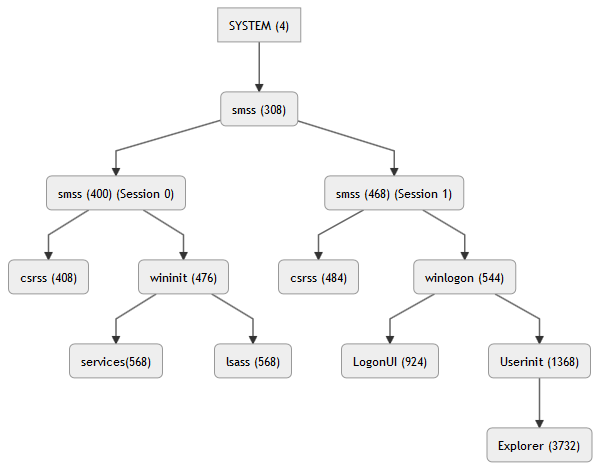 SYSTEM (4)
smss (308)
smss (400) (Session 0)
smss (468) (Session 1)
csrss (408)
wininit (476)
csrss (484)
winlogon (544)
services(568)
lsass (568)
LogonUI (924)
Userinit (1368)
Explorer (3732)